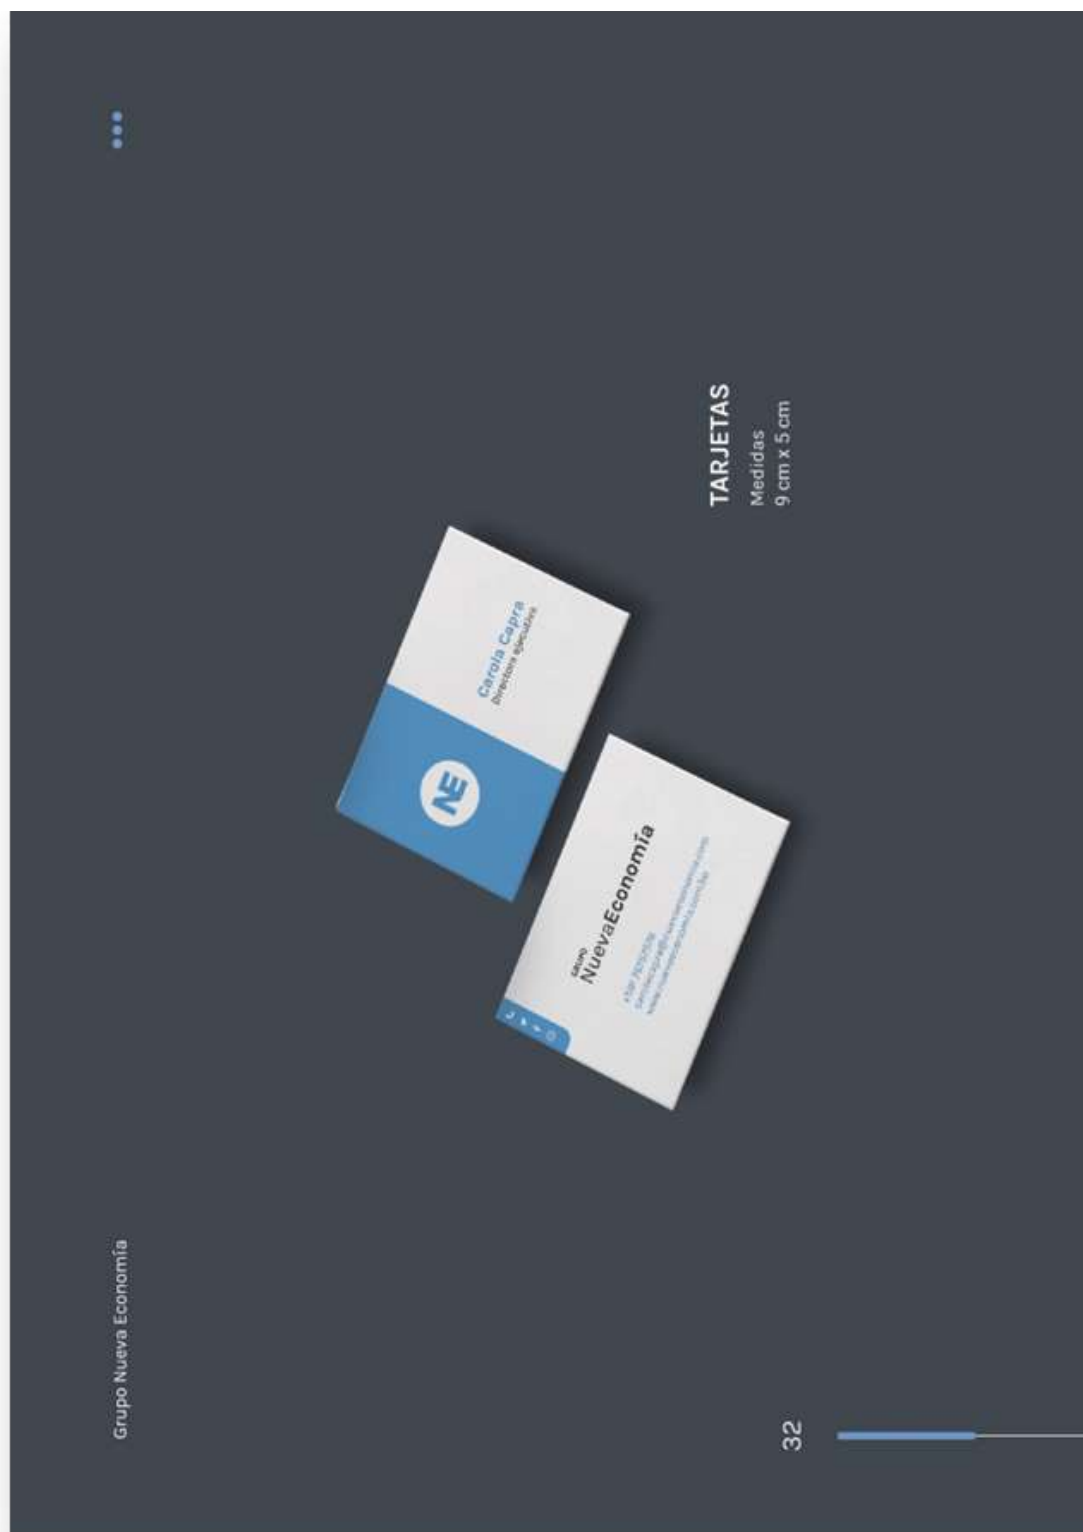 Grupo Nueva Economía
NE
Carola Capra
Directora ejecutiva
GRUPO
NuevaEconomía
TARJETAS
Medidas
9 cm x 5 cm
32